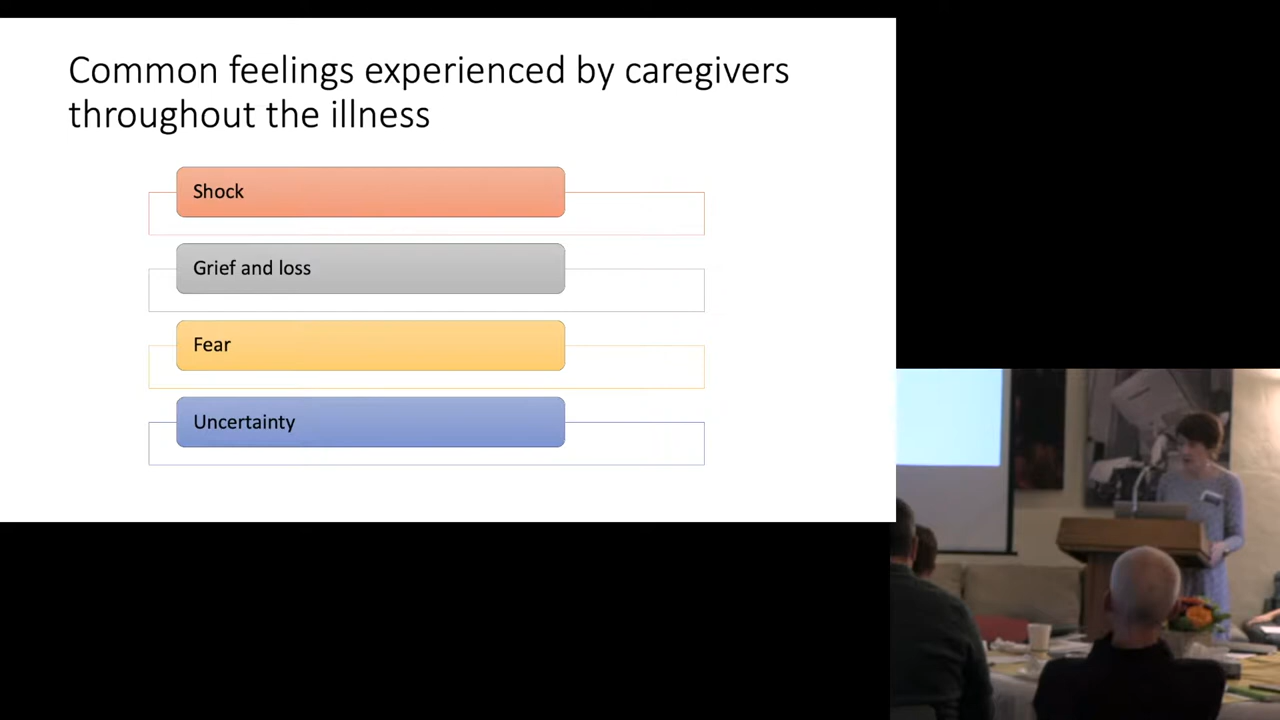 Common feelings experienced by caregivers
throughout the illness
Shock
Grief and loss
Fear
Uncertainty